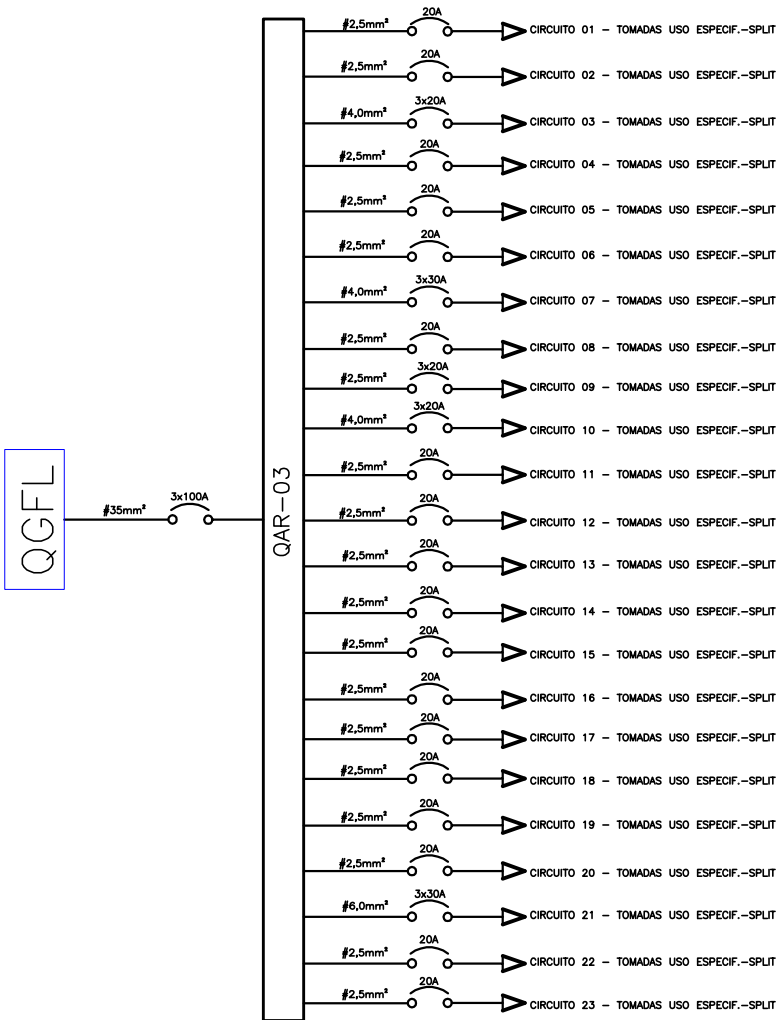 #2,5mm² 20A CIRCUITO 01 – TOMADAS USO ESPECIF.–SPLIT
#2,5mm² 20A CIRCUITO 02 – TOMADAS USO ESPECIF.–SPLIT
#4,0mm² 3x20A CIRCUITO 03 – TOMADAS USO ESPECIF.–SPLIT
#2,5mm² 20A CIRCUITO 04 – TOMADAS USO ESPECIF.–SPLIT
#2,5mm² 20A CIRCUITO 05 – TOMADAS USO ESPECIF.–SPLIT
#2,5mm² 20A CIRCUITO 06 – TOMADAS USO ESPECIF.–SPLIT
#4,0mm² 3x30A CIRCUITO 07 – TOMADAS USO ESPECIF.–SPLIT
#2,5mm² 20A CIRCUITO 08 – TOMADAS USO ESPECIF.–SPLIT
#2,5mm² 3x20A CIRCUITO 09 – TOMADAS USO ESPECIF.–SPLIT
#4,0mm² 3x20A CIRCUITO 10 – TOMADAS USO ESPECIF.–SPLIT
#2,5mm² 20A CIRCUITO 11 – TOMADAS USO ESPECIF.–SPLIT
QGFL
#35mm² 3x100A
QAR–03
#2,5mm² 20A CIRCUITO 12 – TOMADAS USO ESPECIF.–SPLIT
#2,5mm² 20A CIRCUITO 13 – TOMADAS USO ESPECIF.–SPLIT
#2,5mm² 20A CIRCUITO 14 – TOMADAS USO ESPECIF.–SPLIT
#2,5mm² 20A CIRCUITO 15 – TOMADAS USO ESPECIF.–SPLIT
#2,5mm² 20A CIRCUITO 16 – TOMADAS USO ESPECIF.–SPLIT
#2,5mm² 20A CIRCUITO 17 – TOMADAS USO ESPECIF.–SPLIT
#2,5mm² 20A CIRCUITO 18 – TOMADAS USO ESPECIF.–SPLIT
#2,5mm² 20A CIRCUITO 19 – TOMADAS USO ESPECIF.–SPLIT
#2,5mm² 20A CIRCUITO 20 – TOMADAS USO ESPECIF.–SPLIT
#6,0mm² 3x30A CIRCUITO 21 – TOMADAS USO ESPECIF.–SPLIT
#2,5mm² 20A CIRCUITO 22 – TOMADAS USO ESPECIF.–SPLIT
#2,5mm² 20A CIRCUITO 23 – TOMADAS USO ESPECIF.–SPLIT